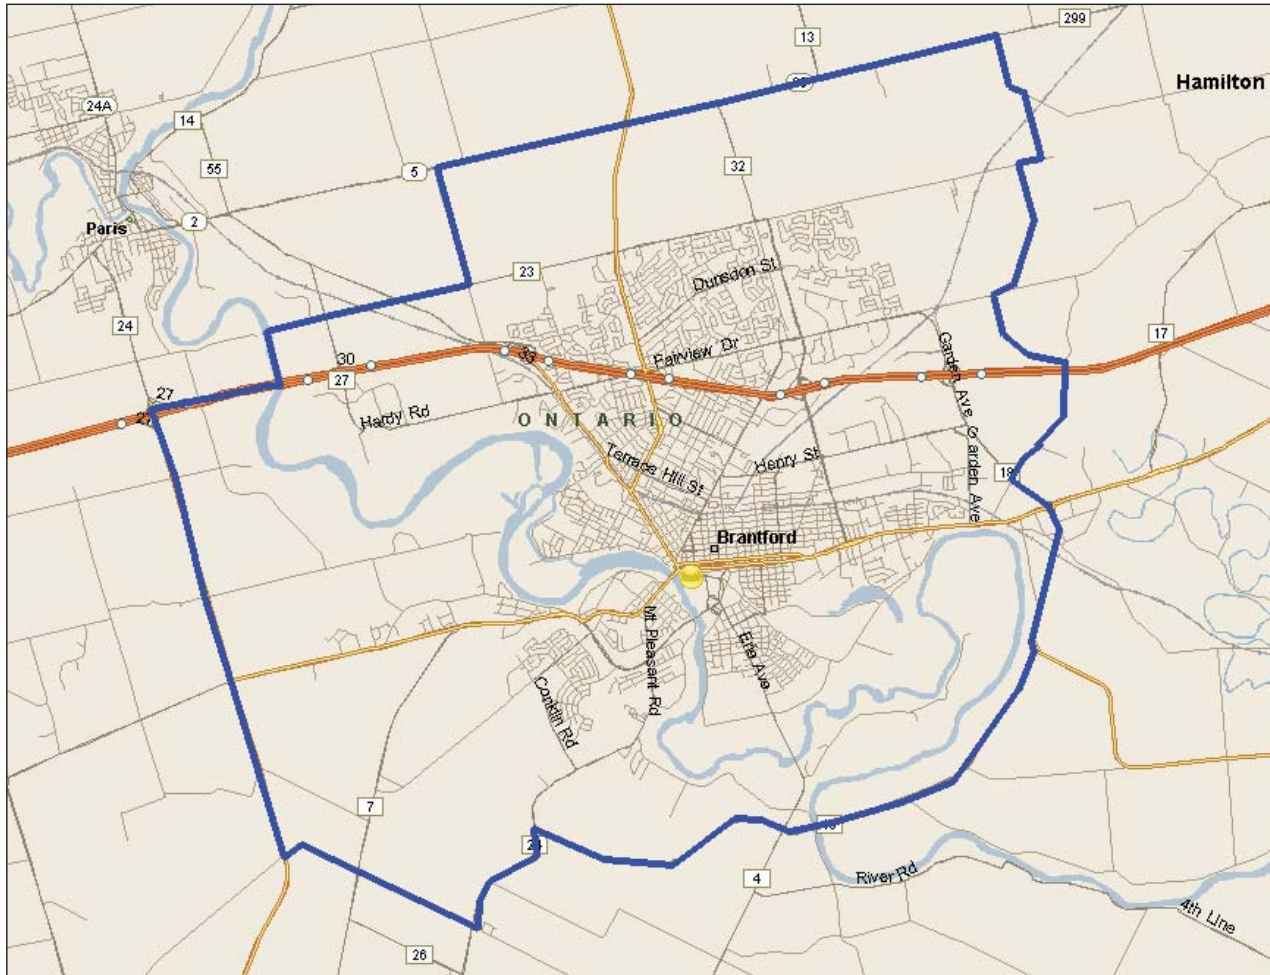 299
13
Hamilton
24A
14
55
5
32
2
Paris
23
Dunsdon St
24
17
Fairview Dr
30
27
Garden Ave
27
Hardy Rd
ONTARIO
Terrace Hill St
Henry St
18
Garden Ave
Brantford
Mt Pleasant Rd
Erie Ave
Conklin Rd
7
24
4
River Rd
4th Line
26